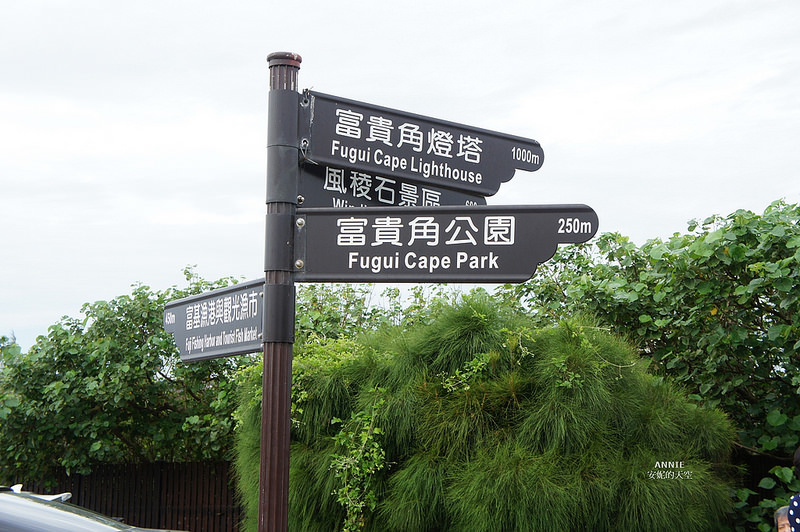 富貴角燈塔 1000m
Fugui Cape Lighthouse
風稜石景區
富貴角公園 250m
Fugui Cape Park
富基漁港與觀光漁市
450m
Fuji Fishing Harbor and Tourist Fish Market
ANNIE
安妮的天空